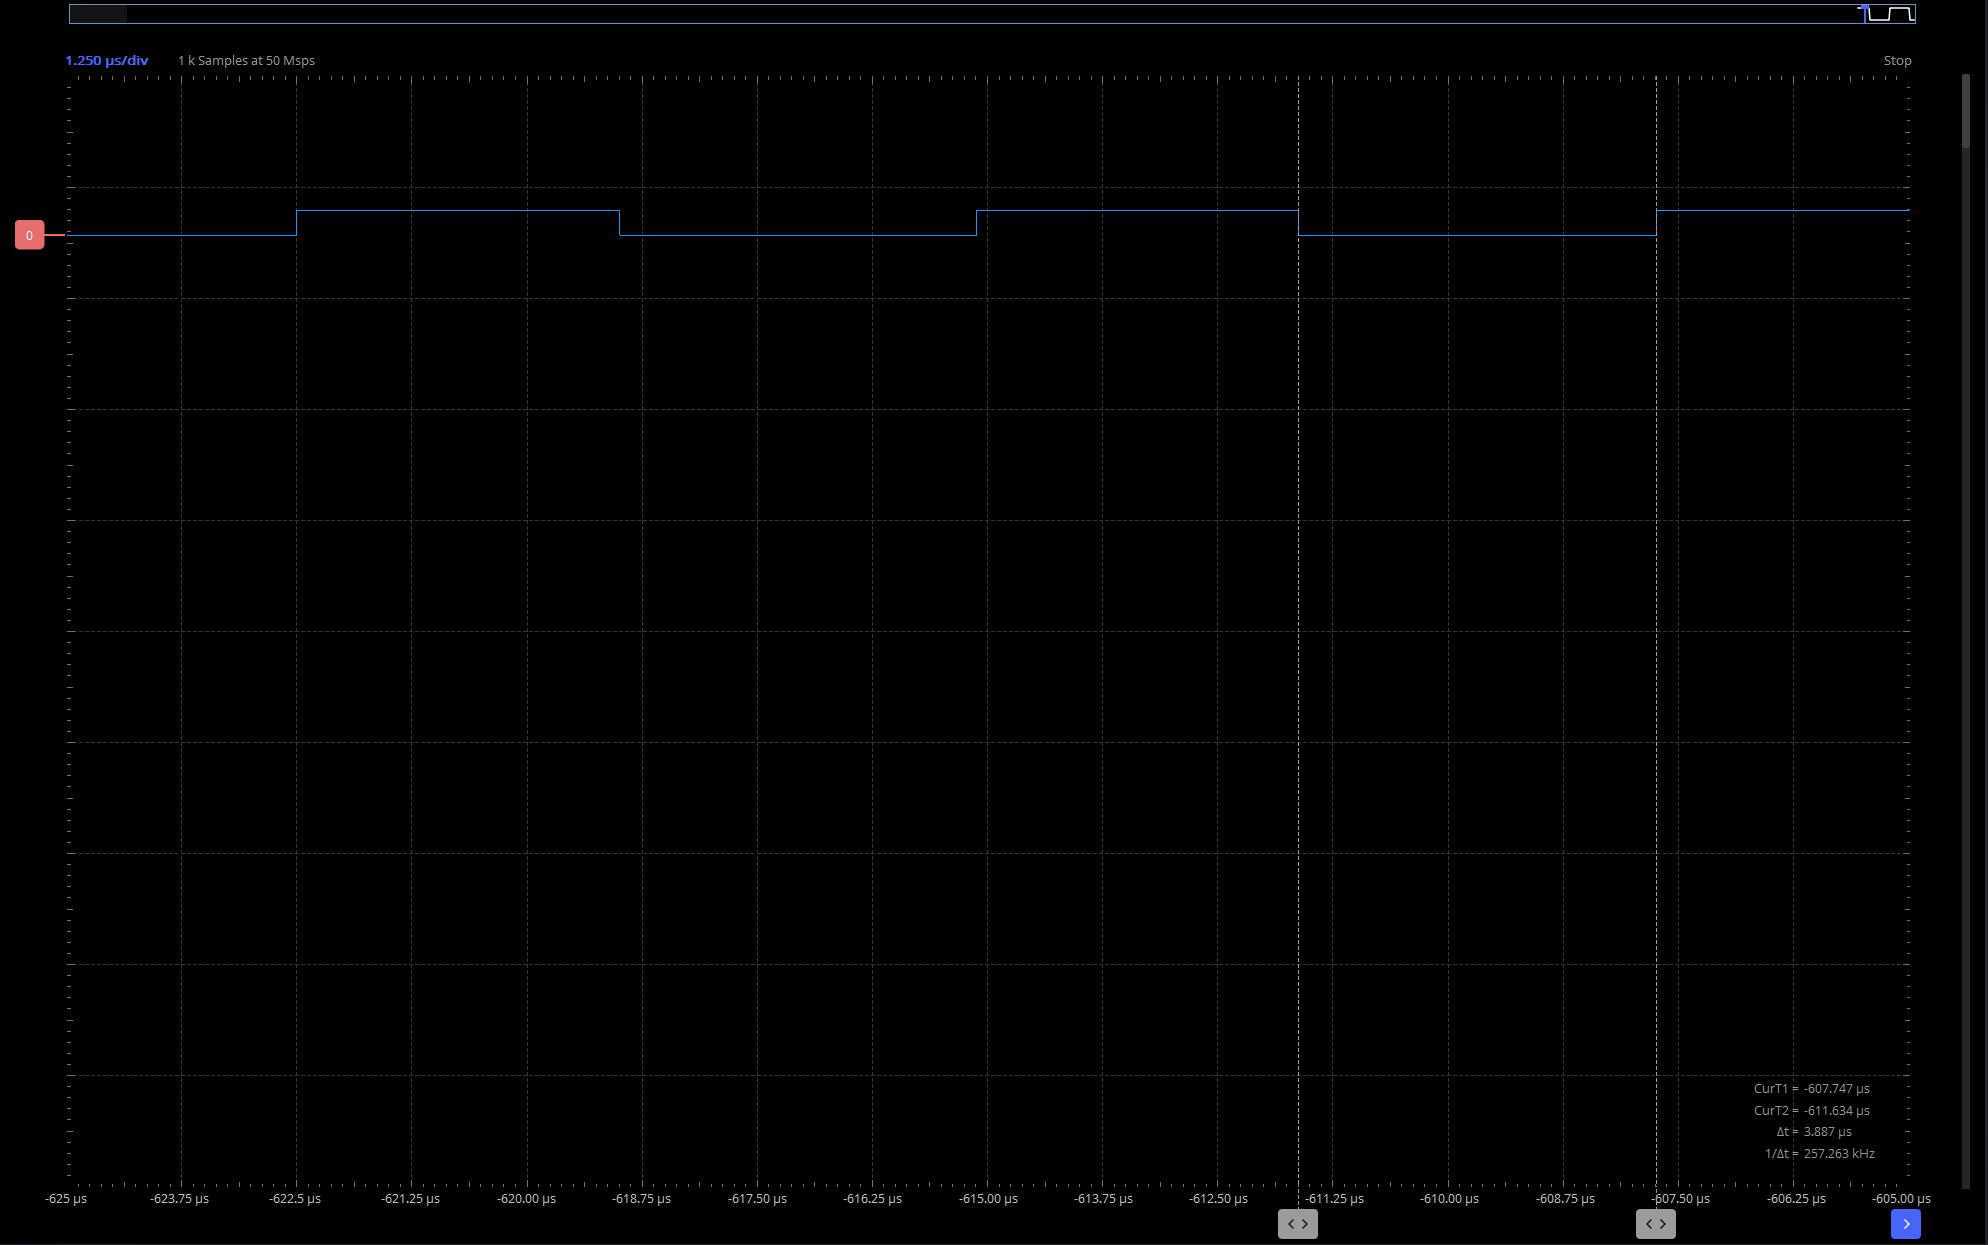 1.250 µs/div 1 k Samples at 50 Msps Stop
0
CurT1 = -607.747 µs
CurT2 = -611.634 µs
Δt = 3.887 µs
1/Δt = 257.263 kHz
-625 µs -623.75 µs -622.5 µs -621.25 µs -620.00 µs -618.75 µs -617.50 µs -616.25 µs -615.00 µs -613.75 µs -612.50 µs -611.25 µs -610.00 µs -608.75 µs -607.50 µs -606.25 µs -605.00 µs